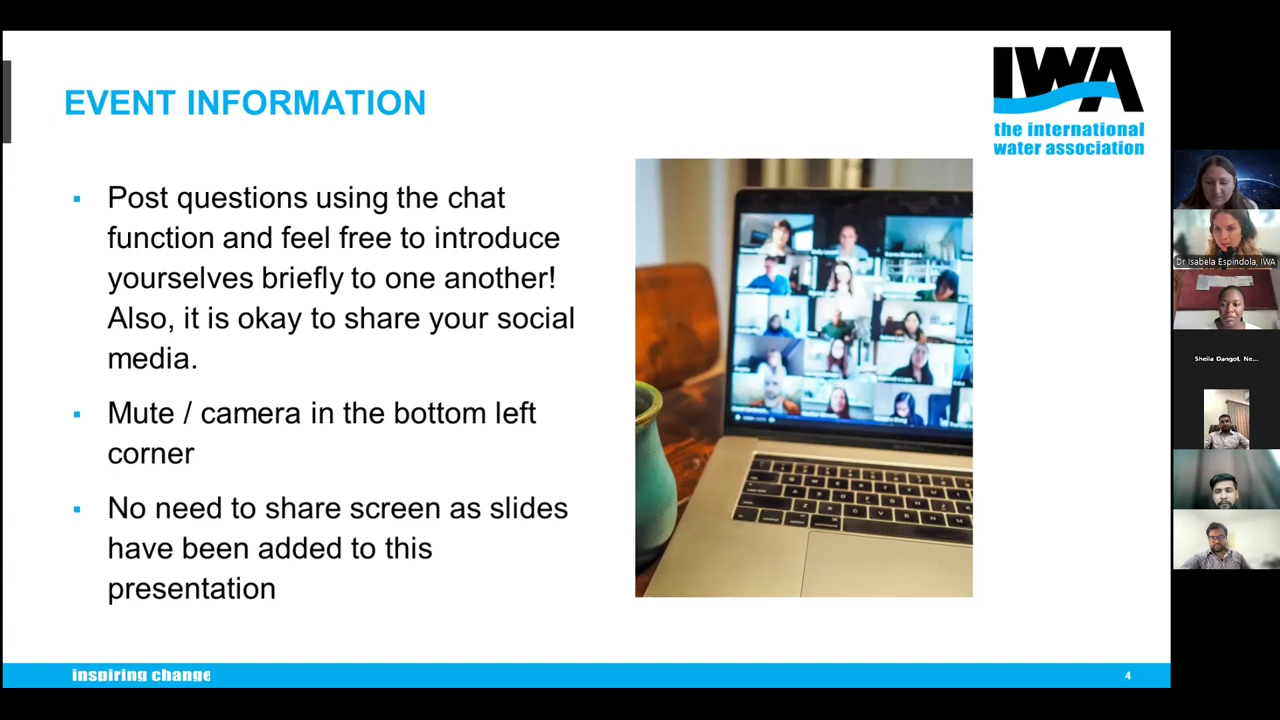 EVENT INFORMATION
IWA
the international
water association
▪ Post questions using the chat
function and feel free to introduce
yourselves briefly to one another!
Also, it is okay to share your social
media.
▪ Mute / camera in the bottom left
corner
▪ No need to share screen as slides
have been added to this
presentation
inspiring change
4
Dr Isabela Espindola, IWA
Sheila Dangol, Ne...